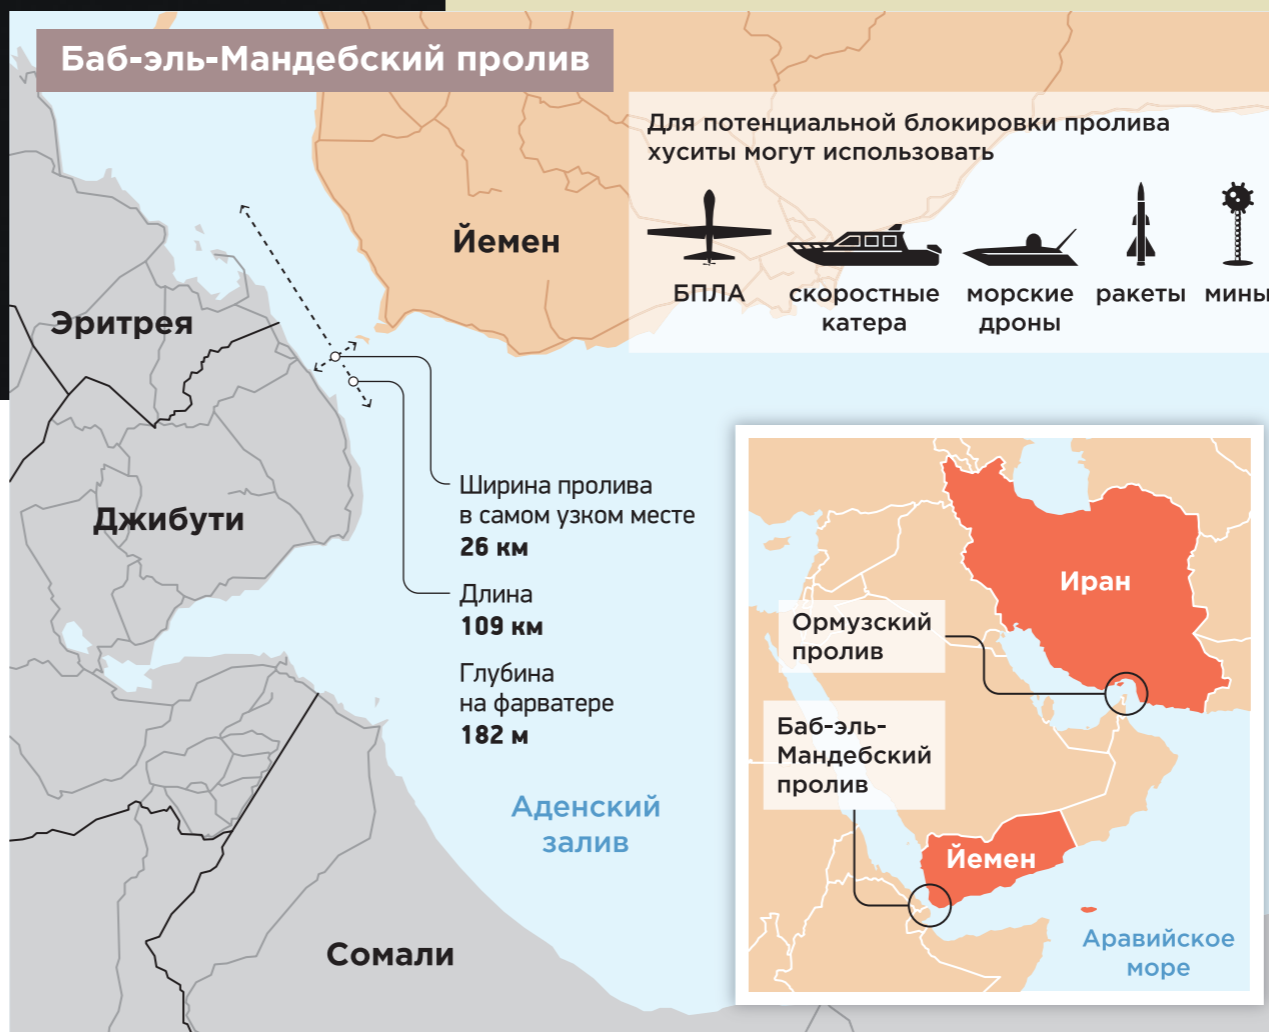 Баб-эль-Мандебский пролив
Для потенциальной блокировки пролива
хуситы могут использовать
БПЛА
скоростные
катера
морские
дроны
ракеты
мины
Йемен
Эритрея
Джибути
Ширина пролива
в самом узком месте
26 км
Длина
109 км
Глубина
на фарватере
182 м
Аденский
залив
Сомали
Иран
Ормузский
пролив
Баб-эль-
Мандебский
пролив
Йемен
Аравийское
море